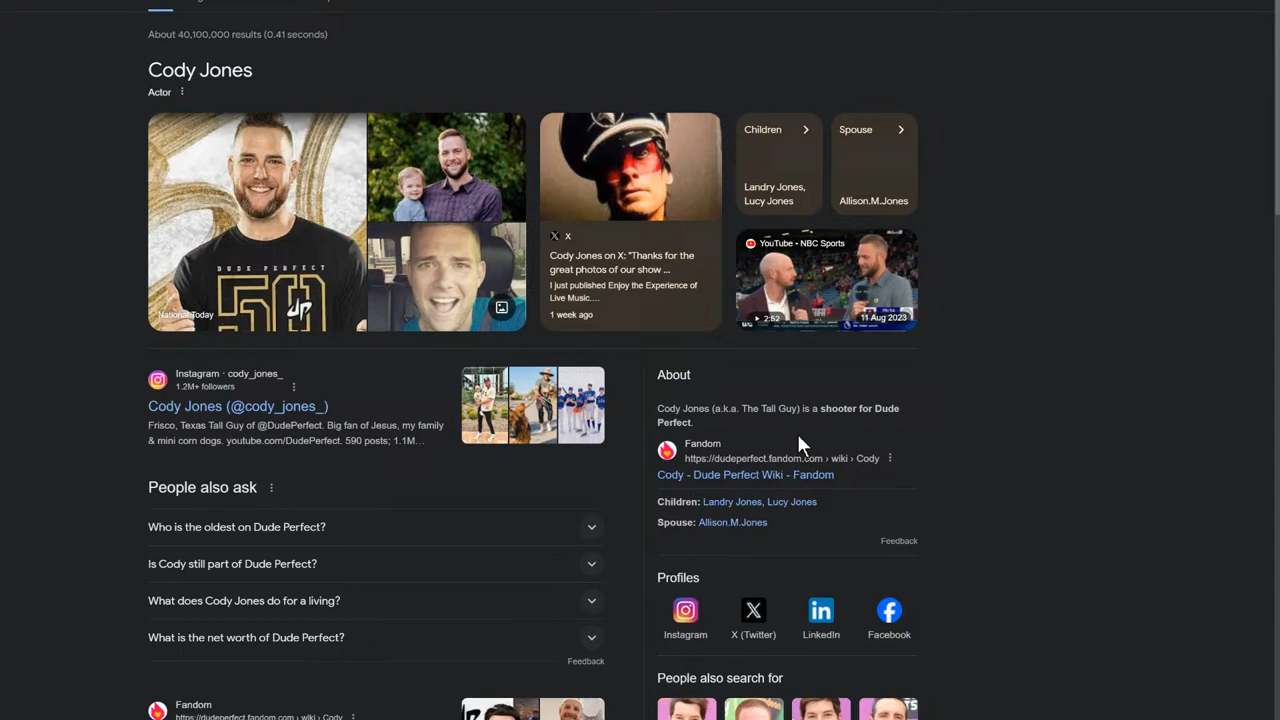 About 40,100,000 results (0.41 seconds)
Cody Jones
Actor
DUDE PERFECT
50
dp
National Today
X
Cody Jones on X: "Thanks for the
great photos of our show ...
I just published Enjoy the Experience of
Live Music....
1 week ago
Children
Landry Jones,
Lucy Jones
Spouse
Allison.M.Jones
YouTube • NBC Sports
2:52
11 Aug 2023
Instagram · cody_jones_
1.2M+ followers
Cody Jones (@cody_jones_)
Frisco, Texas Tall Guy of @DudePerfect. Big fan of Jesus, my family
& mini corn dogs. youtube.com/DudePerfect. 590 posts; 1.1M...
People also ask
Who is the oldest on Dude Perfect?
Is Cody still part of Dude Perfect?
What does Cody Jones do for a living?
What is the net worth of Dude Perfect?
Feedback
Fandom
https://dudeperfect.fandom.com › wiki › Cody
About
Cody Jones (a.k.a. The Tall Guy) is a shooter for Dude
Perfect.
Fandom
https://dudeperfect.fandom.com › wiki › Cody
Cody - Dude Perfect Wiki - Fandom
Children: Landry Jones, Lucy Jones
Spouse: Allison.M.Jones
Feedback
Profiles
Instagram
X (Twitter)
LinkedIn
Facebook
People also search for